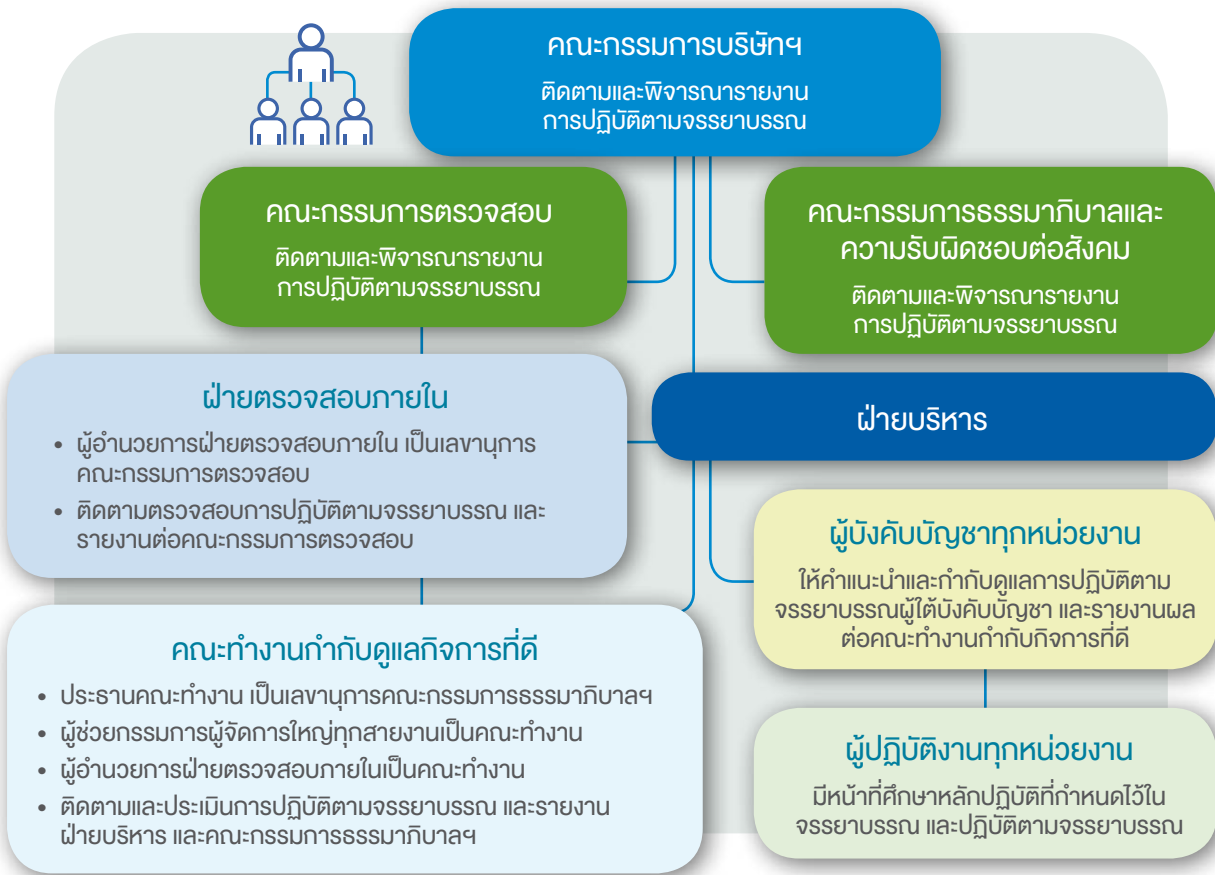 คณะกรรมการบริษัทฯ
ติดตามและพิจารณารายงาน
การปฏิบัติตามจรรยาบรรณ
คณะกรรมการตรวจสอบ
ติดตามและพิจารณารายงาน
การปฏิบัติตามจรรยาบรรณ
คณะกรรมการธรรมาภิบาลและ
ความรับผิดชอบต่อสังคม
ติดตามและพิจารณารายงาน
การปฏิบัติตามจรรยาบรรณ
ฝ่ายตรวจสอบภายใน
• ผู้อำนวยการฝ่ายตรวจสอบภายใน เป็นเลขานุการ
คณะกรรมการตรวจสอบ
• ติดตามตรวจสอบการปฏิบัติตามจรรยาบรรณ และ
รายงานต่อคณะกรรมการตรวจสอบ
ฝ่ายบริหาร
ผู้บังคับบัญชาทุกหน่วยงาน
ให้คำแนะนำและกำกับดูแลการปฏิบัติตาม
จรรยาบรรณผู้ใต้บังคับบัญชา และรายงานผล
ต่อคณะทำงานกำกับกิจการที่ดี
คณะทำงานกำกับดูแลกิจการที่ดี
• ประธานคณะทำงาน เป็นเลขานุการคณะกรรมการธรรมาภิบาลฯ
• ผู้ช่วยกรรมการผู้จัดการใหญ่ทุกสายงานเป็นคณะทำงาน
• ผู้อำนวยการฝ่ายตรวจสอบภายในเป็นคณะทำงาน
• ติดตามและประเมินการปฏิบัติตามจรรยาบรรณ และรายงาน
ฝ่ายบริหาร และคณะกรรมการธรรมาภิบาลฯ
ผู้ปฏิบัติงานทุกหน่วยงาน
มีหน้าที่ศึกษาหลักปฏิบัติที่กำหนดไว้ใน
จรรยาบรรณ และปฏิบัติตามจรรยาบรรณ